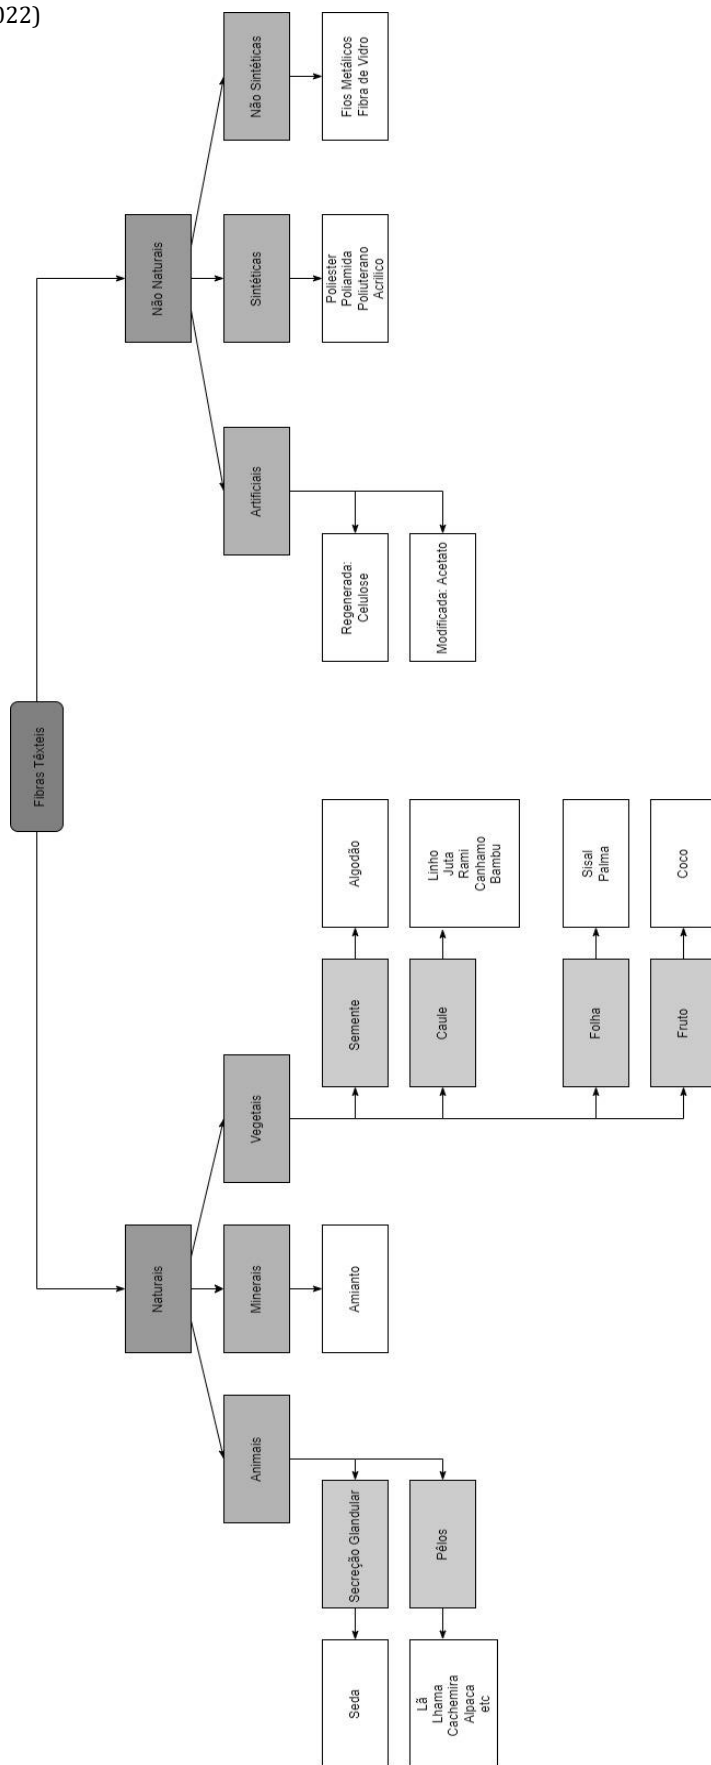 022)
Fibras Têxteis
Naturais
Não Naturais
Animais
Minerais
Vegetais
Artificiais
Sintéticas
Não Sintéticas
Secreção Glandular
Pêlos
Seda
Lã
Lhama
Cachemira
Alpaca
etc
Amianto
Semente
Caule
Folha
Fruto
Algodão
Linho
Juta
Rami
Canhamo
Bambu
Sisal
Palma
Coco
Regenerada:
Celulose
Modificada: Acetato
Poliester
Poliamida
Poliuterano
Acrilico
Fios Metálicos
Fibra de Vidro